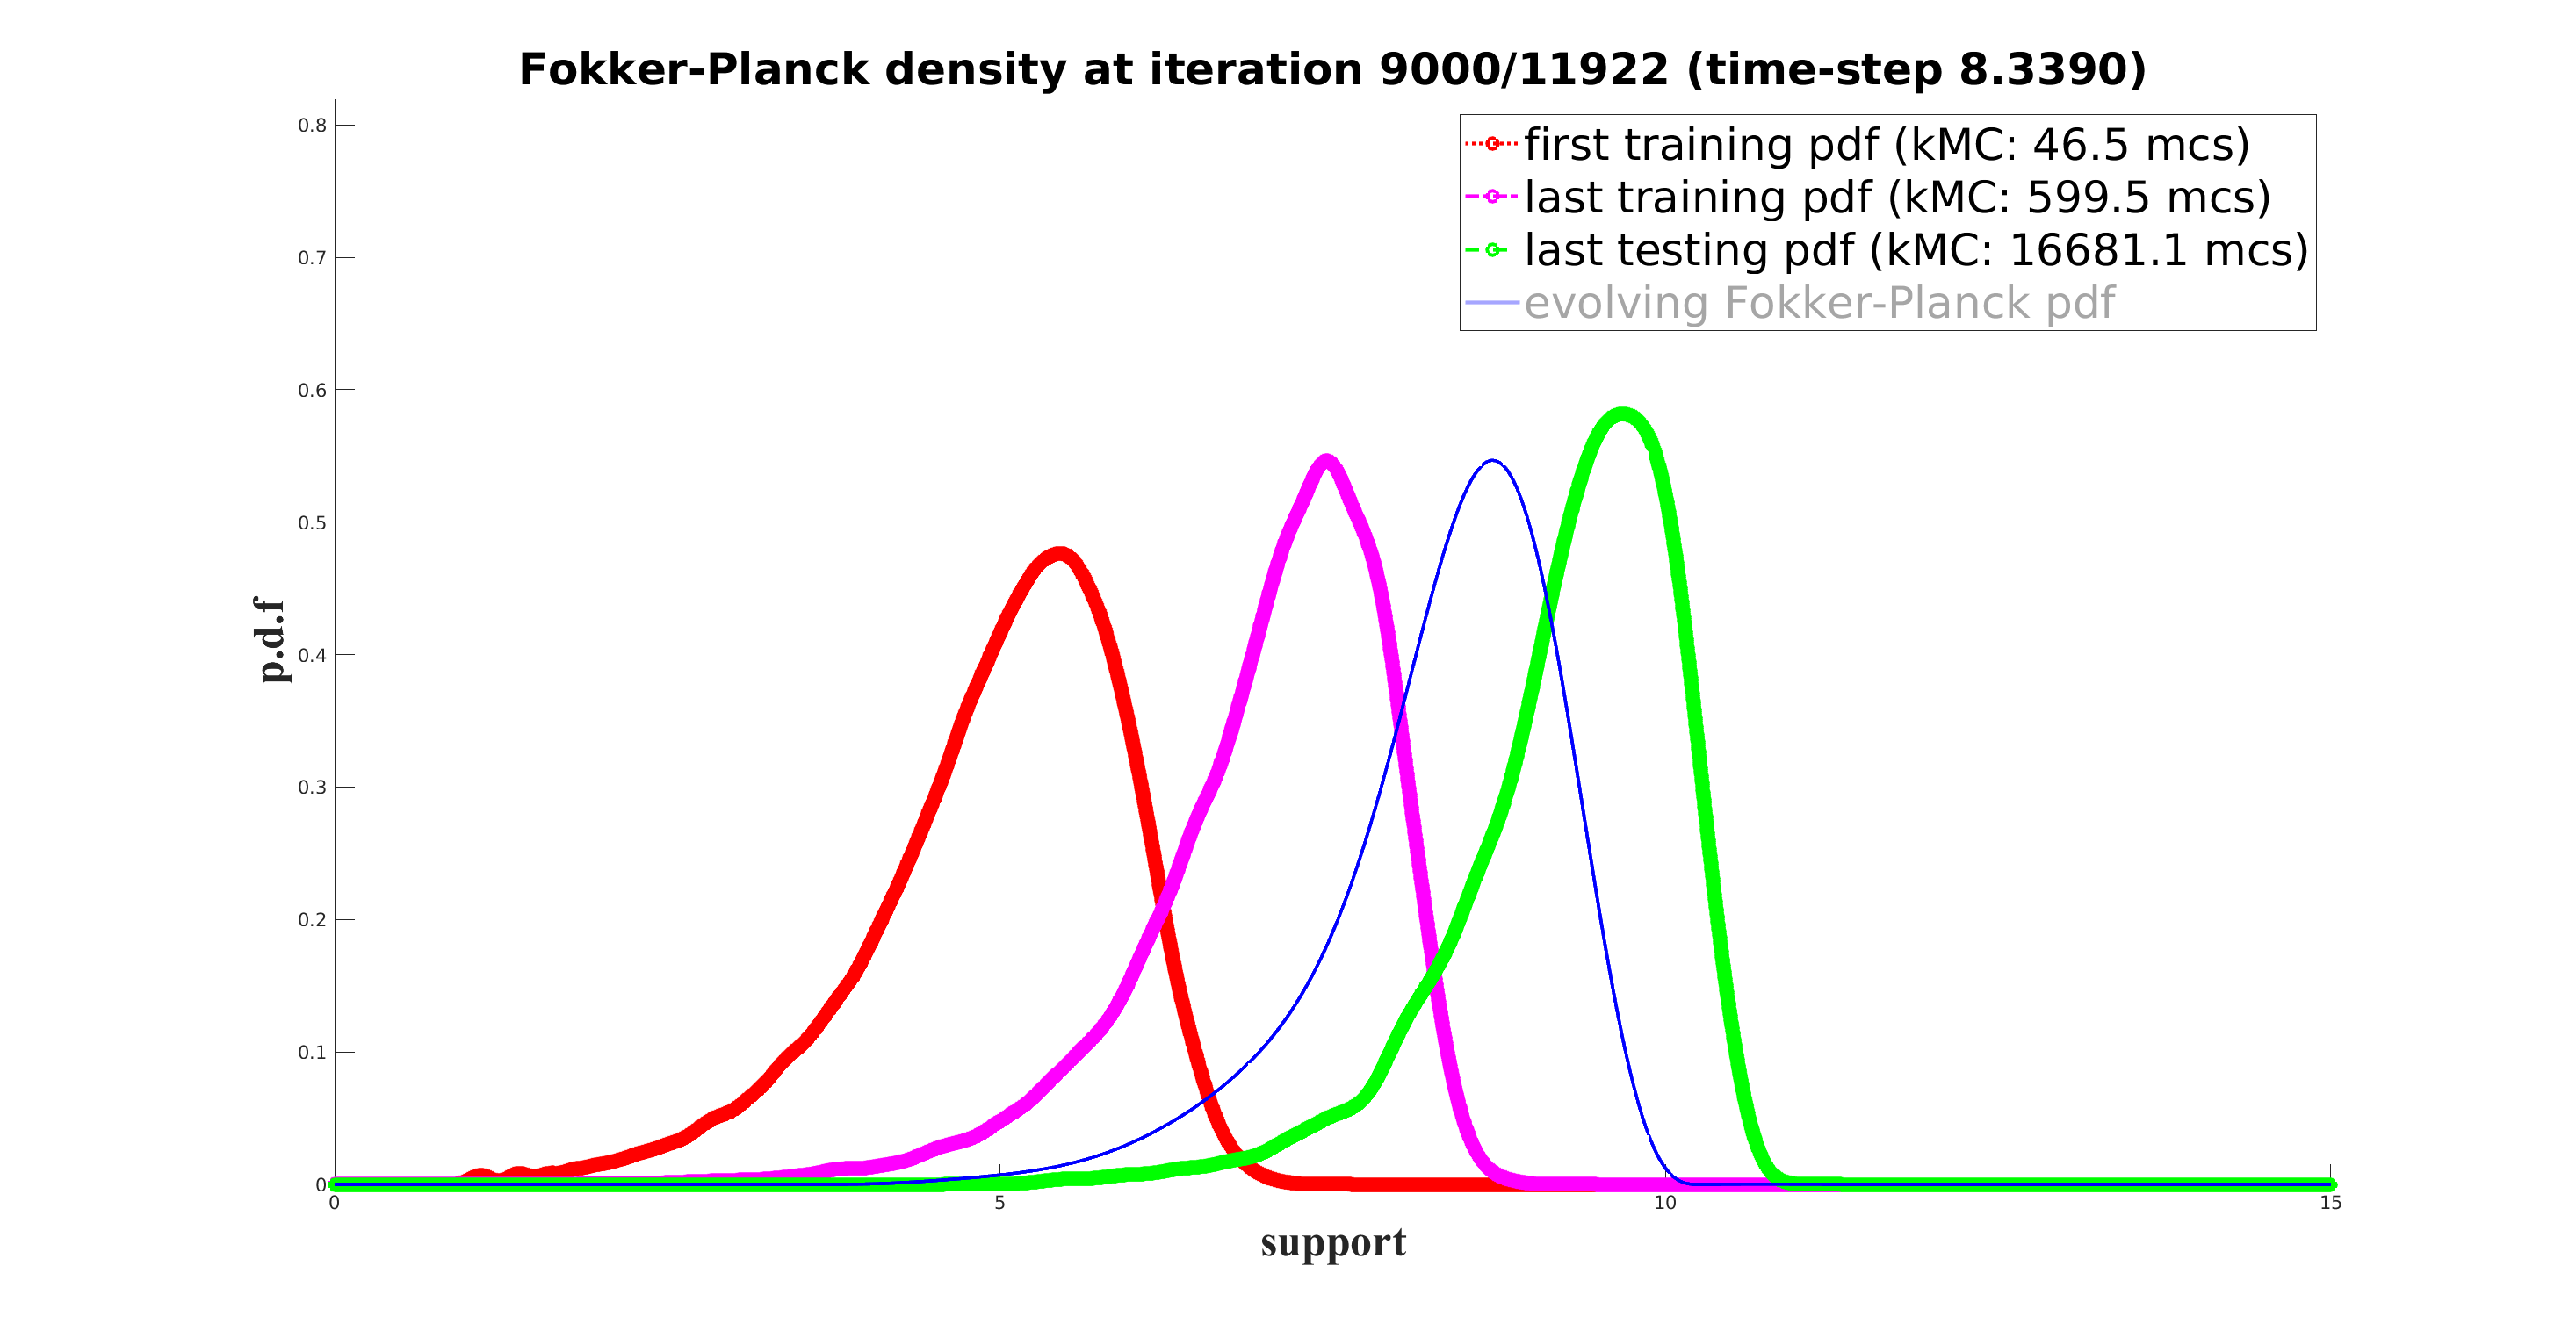 Fokker-Planck density at iteration 9000/11922 (time-step 8.3390)
first training pdf (kMC: 46.5 mcs)
last training pdf (kMC: 599.5 mcs)
last testing pdf (kMC: 16681.1 mcs)
evolving Fokker-Planck pdf
p.d.f
0.8
0.7
0.6
0.5
0.4
0.3
0.2
0.1
0
0 5 10 15
support